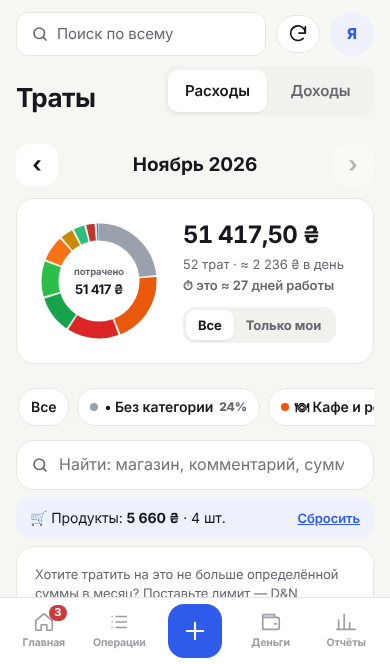 Поиск по всему
Я
Траты
Расходы
Доходы
Ноябрь 2026
потрачено
51 417 ₴
51 417,50 ₴
52 трат · ≈ 2 236 ₴ в день
⏱ это ≈ 27 дней работы
Все
Только мои
Все
• Без категории 24%
🍽 Кафе и р
Найти: магазин, комментарий, сумм
🛒 Продукты: 5 660 ₴ · 4 шт.
Сбросить
Хотите тратить на это не больше определённой
суммы в месяц? Поставьте лимит — D&N
3
Главная
Операции
Деньги
Отчёты